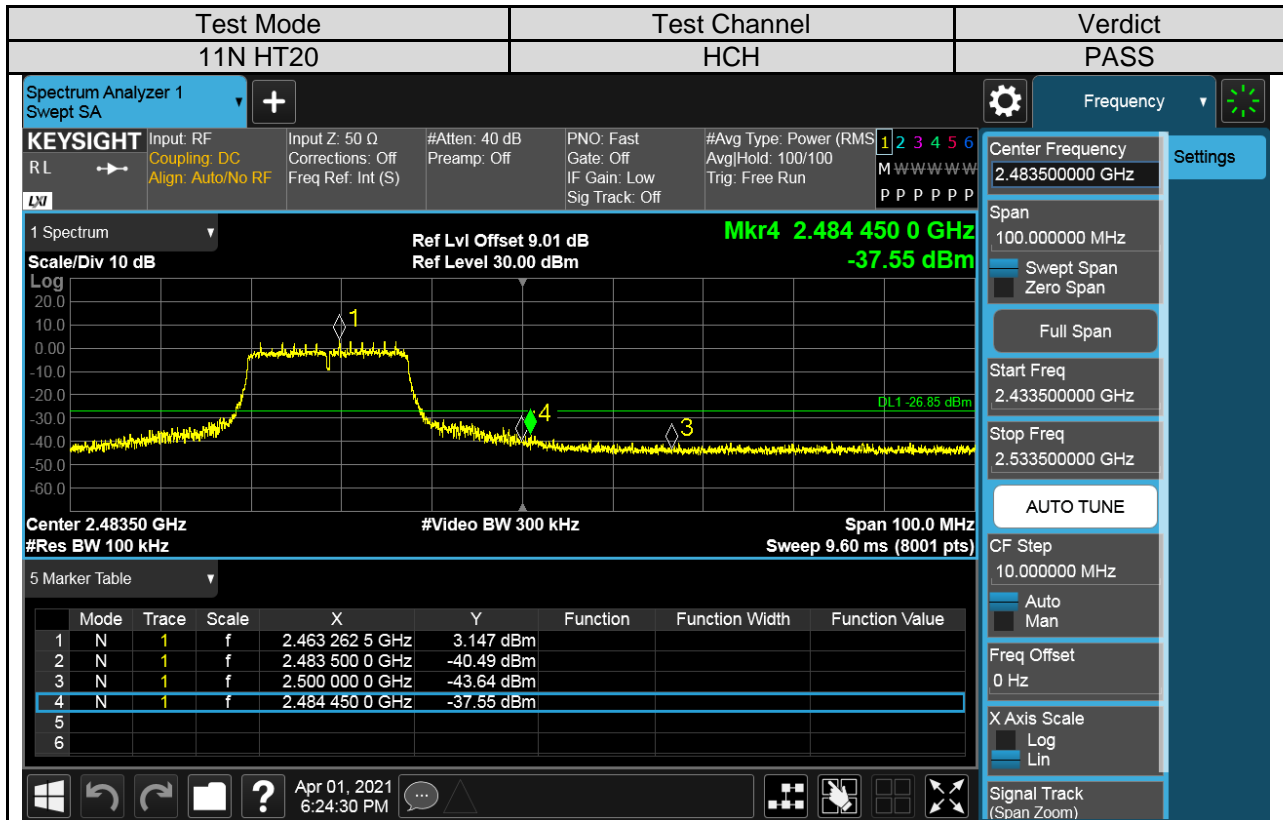 Test Mode Test Channel Verdict
11N HT20 HCH PASS
Spectrum Analyzer 1
Swept SA
Frequency
KEYSIGHT Input: RF Input Z: 50 Ω #Atten: 40 dB PNO: Fast #Avg Type: Power (RMS 1 2 3 4 5 6
RL Coupling: DC Corrections: Off Preamp: Off Gate: Off Avg|Hold: 100/100 M W W W W W
Align: Auto/No RF Freq Ref: Int (S) IF Gain: Low Trig: Free Run
LXI Sig Track: Off P P P P P P
1 Spectrum
Scale/Div 10 dB
Ref Lvl Offset 9.01 dB
Ref Level 30.00 dBm
Mkr4 2.484 450 0 GHz
-37.55 dBm
Log
20.0
10.0
0.00
-10.0
-20.0
-30.0
-40.0
-50.0
-60.0
1
4
3
DL1 -26.85 dBm
Center 2.48350 GHz #Video BW 300 kHz Span 100.0 MHz
#Res BW 100 kHz Sweep 9.60 ms (8001 pts)
5 Marker Table
Mode Trace Scale X Y Function Function Width Function Value
1 N 1 f 2.463 262 5 GHz 3.147 dBm
2 N 1 f 2.483 500 0 GHz -40.49 dBm
3 N 1 f 2.500 000 0 GHz -43.64 dBm
4 N 1 f 2.484 450 0 GHz -37.55 dBm
5
6
Apr 01, 2021
6:24:30 PM
Center Frequency
2.483500000 GHz
Settings
Span
100.000000 MHz
Swept Span
Zero Span
Full Span
Start Freq
2.433500000 GHz
Stop Freq
2.533500000 GHz
AUTO TUNE
CF Step
10.000000 MHz
Auto
Man
Freq Offset
0 Hz
X Axis Scale
Log
Lin
Signal Track
(Span Zoom)